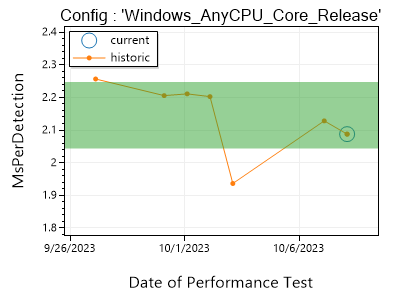 Config : 'Windows_AnyCPU_Core_Release'
current
historic
MsPerDetection
2.4
2.3
2.2
2.1
2
1.9
1.8
9/26/2023
10/1/2023
10/6/2023
Date of Performance Test